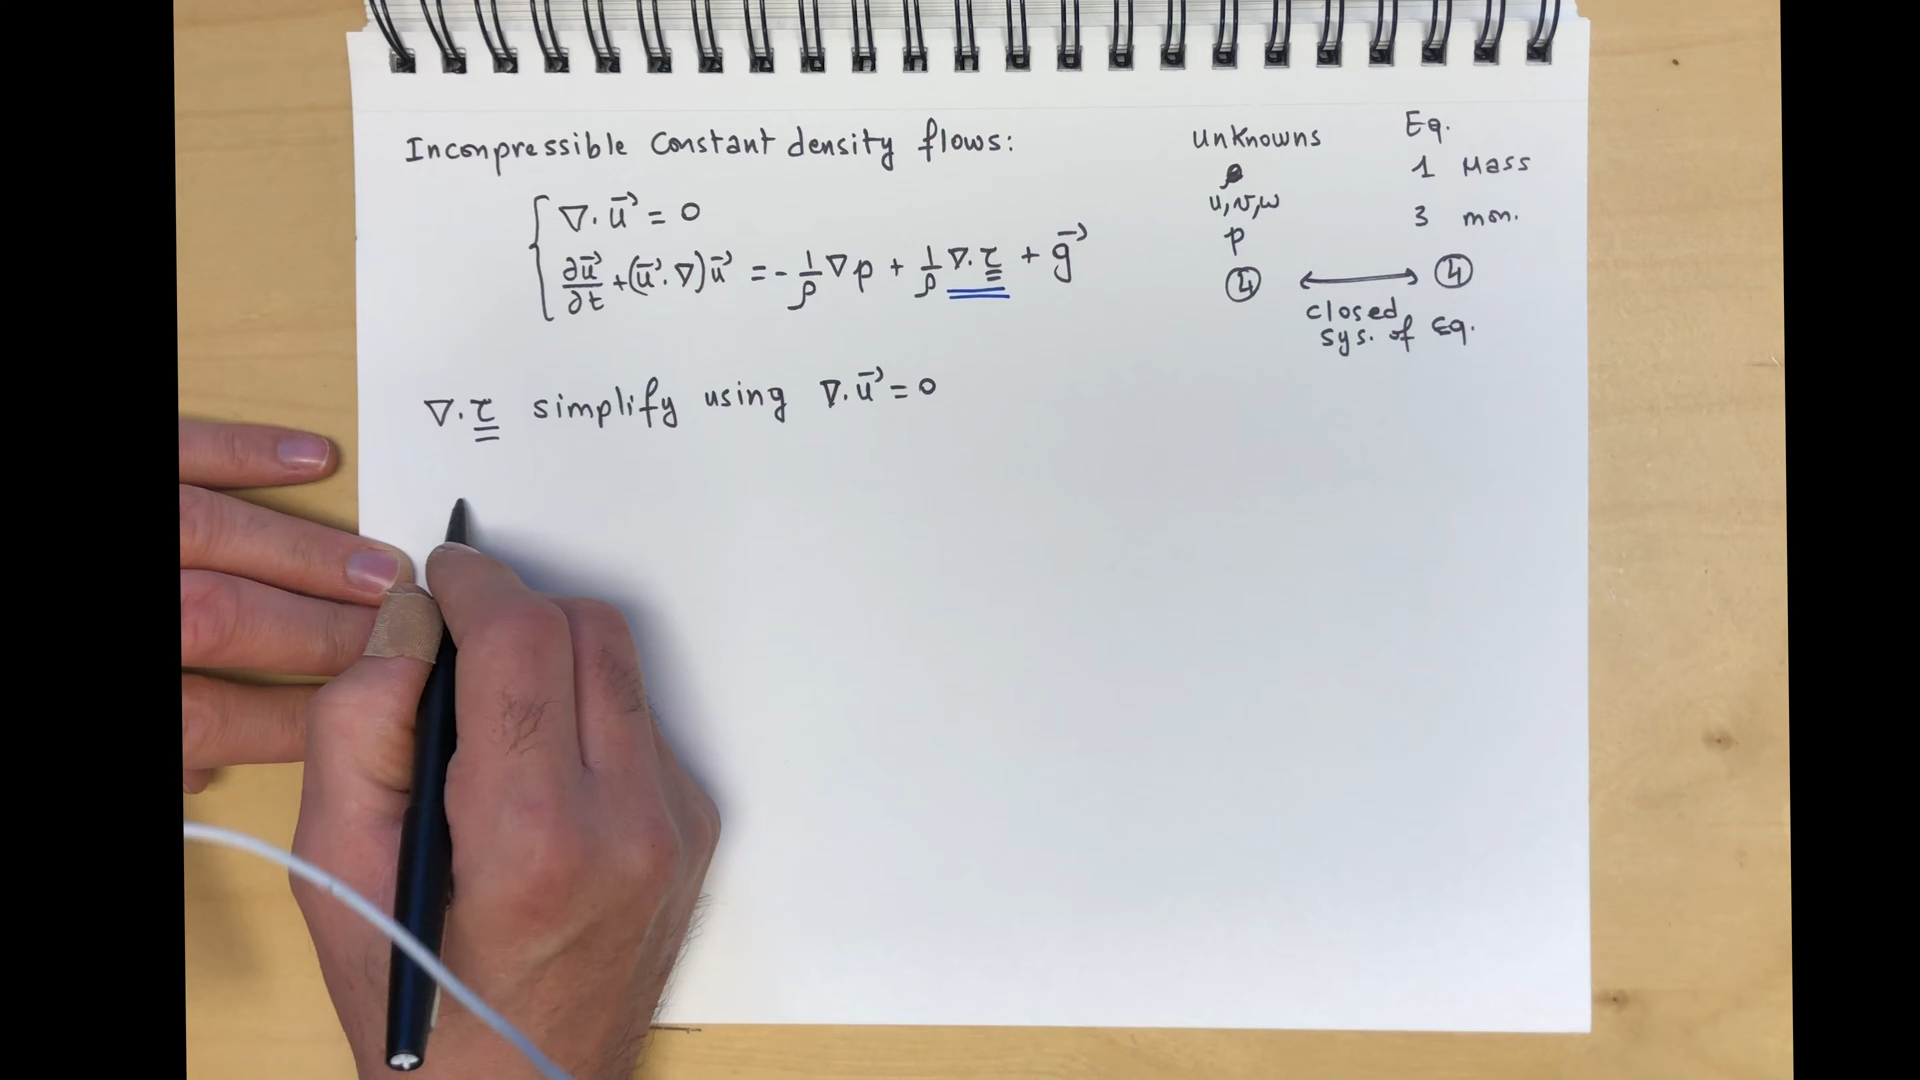 Inconpressible Constant density flows:
∇. u⃗ = 0
∂u⃗/∂t + (u⃗. ∇)u⃗ = - 1/ρ ∇p + 1/ρ ∇. τ + g⃗
∇. τ simplify using ∇. u⃗ = 0
unknowns
u,v,w
p
④
Eq.
1 Mass
3 mom.
④
closed
sys. of Eq.